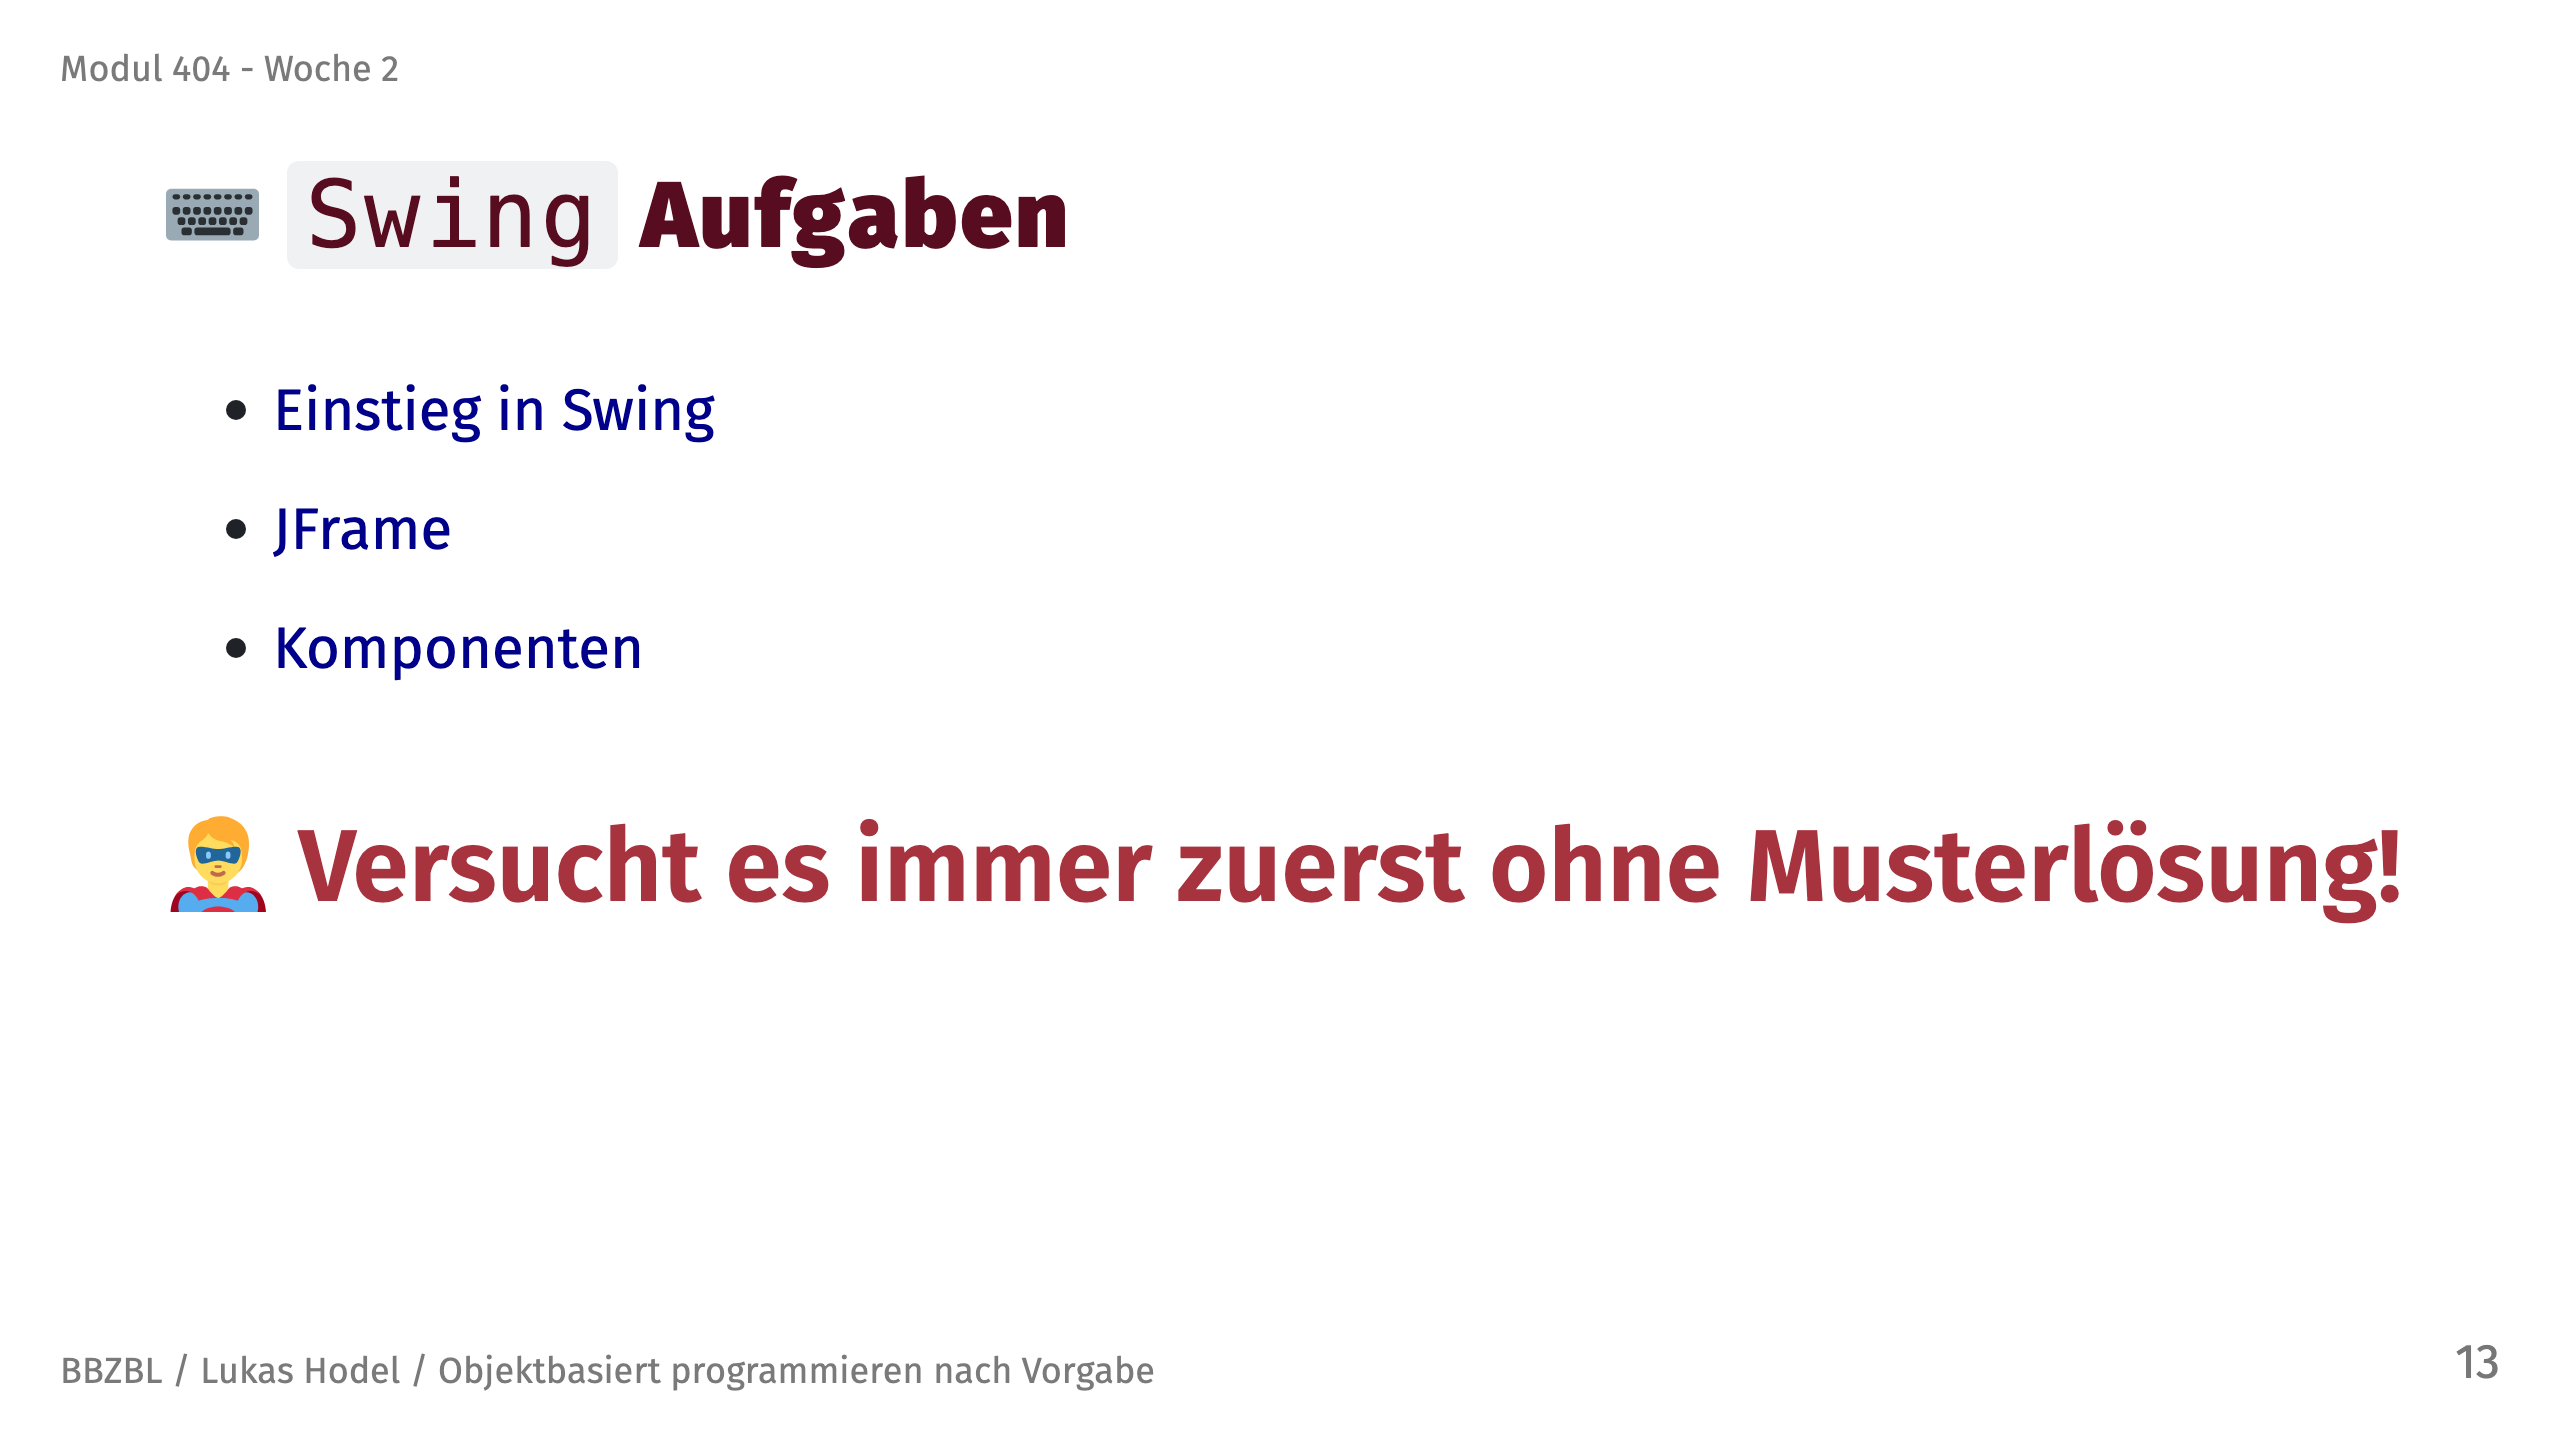 Modul 404 - Woche 2
Swing Aufgaben
Einstieg in Swing
JFrame
Komponenten
Versucht es immer zuerst ohne Musterlösung!
BBZBL / Lukas Hodel / Objektbasiert programmieren nach Vorgabe
13